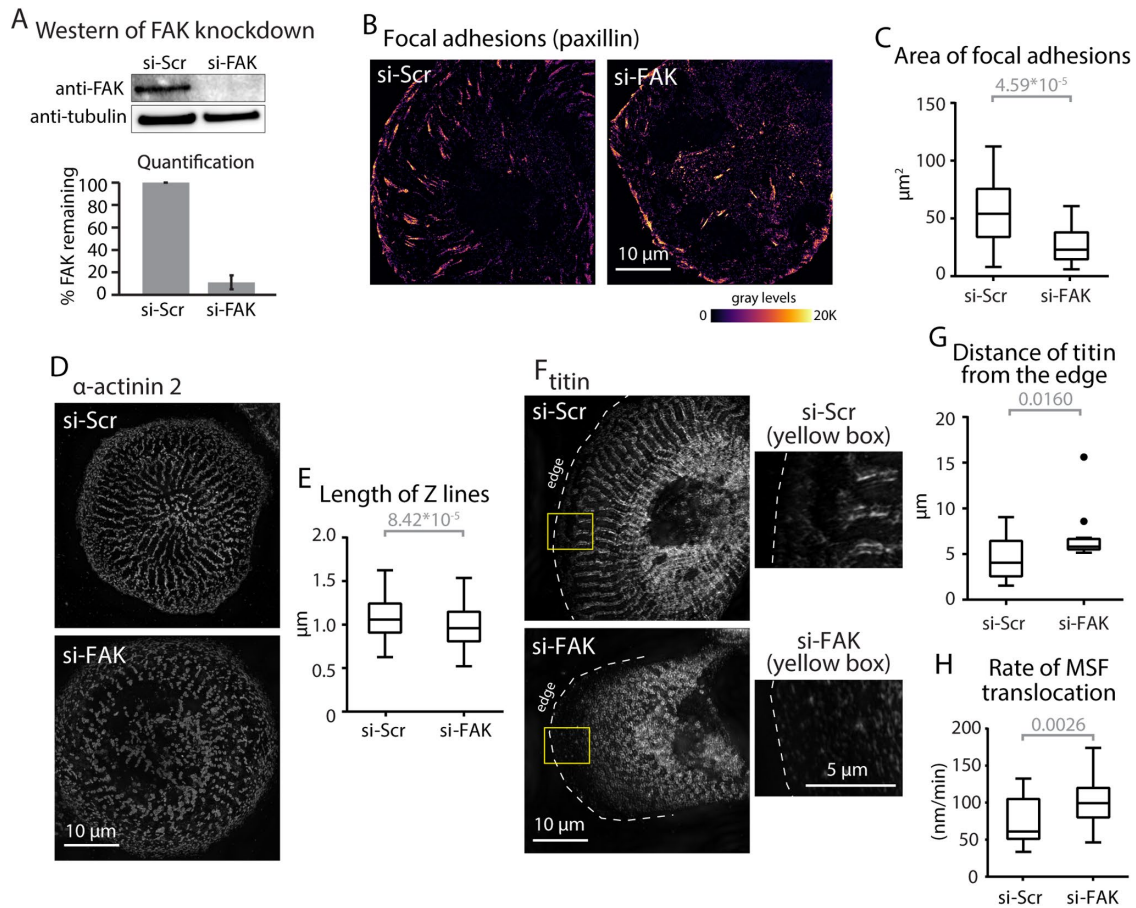 A Western of FAK knockdown
si-Scr si-FAK
anti-FAK
anti-tubulin
Quantification
% FAK remaining
100
80
60
40
20
0
si-Scr si-FAK
B Focal adhesions (paxillin)
si-Scr
si-FAK
10 μm
gray levels
0 20K
C Area of focal adhesions
4.59*10-5
μm2
150
100
50
0
si-Scr si-FAK
D α-actinin 2
si-Scr
si-FAK
10 μm
E Length of Z lines
8.42*10-5
μm
2.0
1.5
1.0
0.5
0
si-Scr si-FAK
F titin
si-Scr
edge
si-Scr
(yellow box)
si-FAK
edge
10 μm
si-FAK
(yellow box)
5 μm
G Distance of titin
from the edge
0.0160
μm
20
15
10
5
0
si-Scr si-FAK
H Rate of MSF
translocation
0.0026
(nm/min)
200
150
100
50
0
si-Scr si-FAK